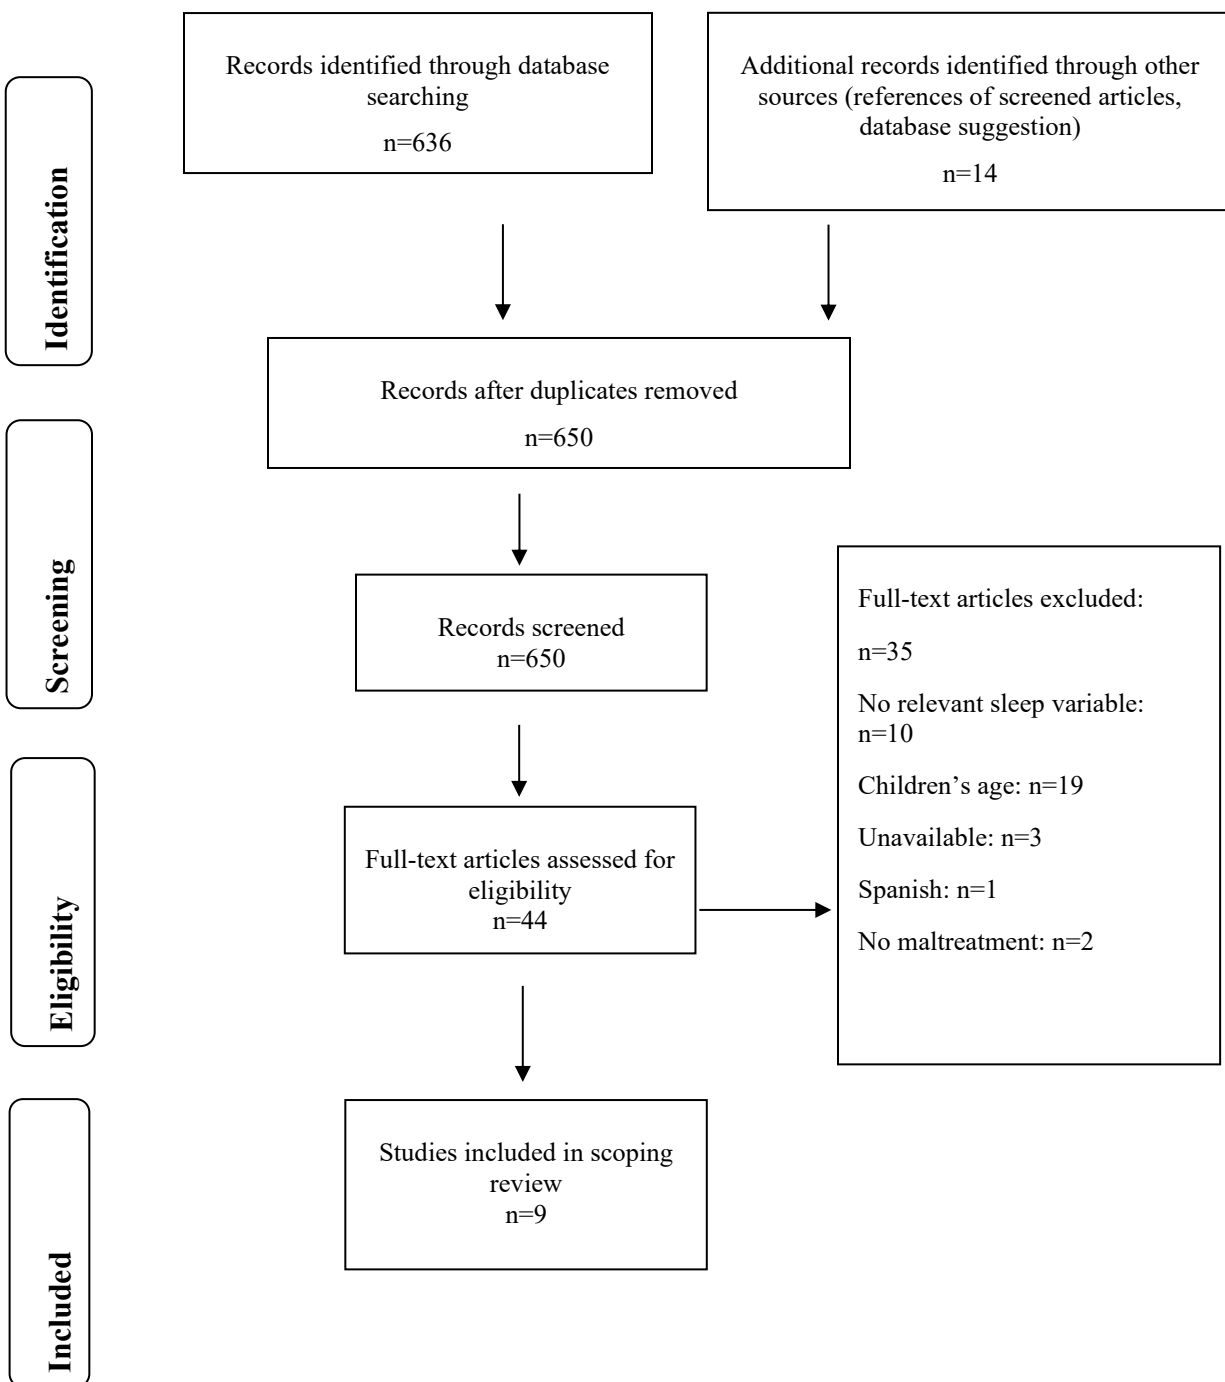 Records identified through database
searching
n=636
Additional records identified through other
sources (references of screened articles,
database suggestion)
n=14
Identification
Records after duplicates removed
n=650
Screening
Records screened
n=650
Full-text articles excluded:
n=35
No relevant sleep variable:
n=10
Children’s age: n=19
Unavailable: n=3
Spanish: n=1
No maltreatment: n=2
Eligibility
Full-text articles assessed for
eligibility
n=44
Included
Studies included in scoping
review
n=9